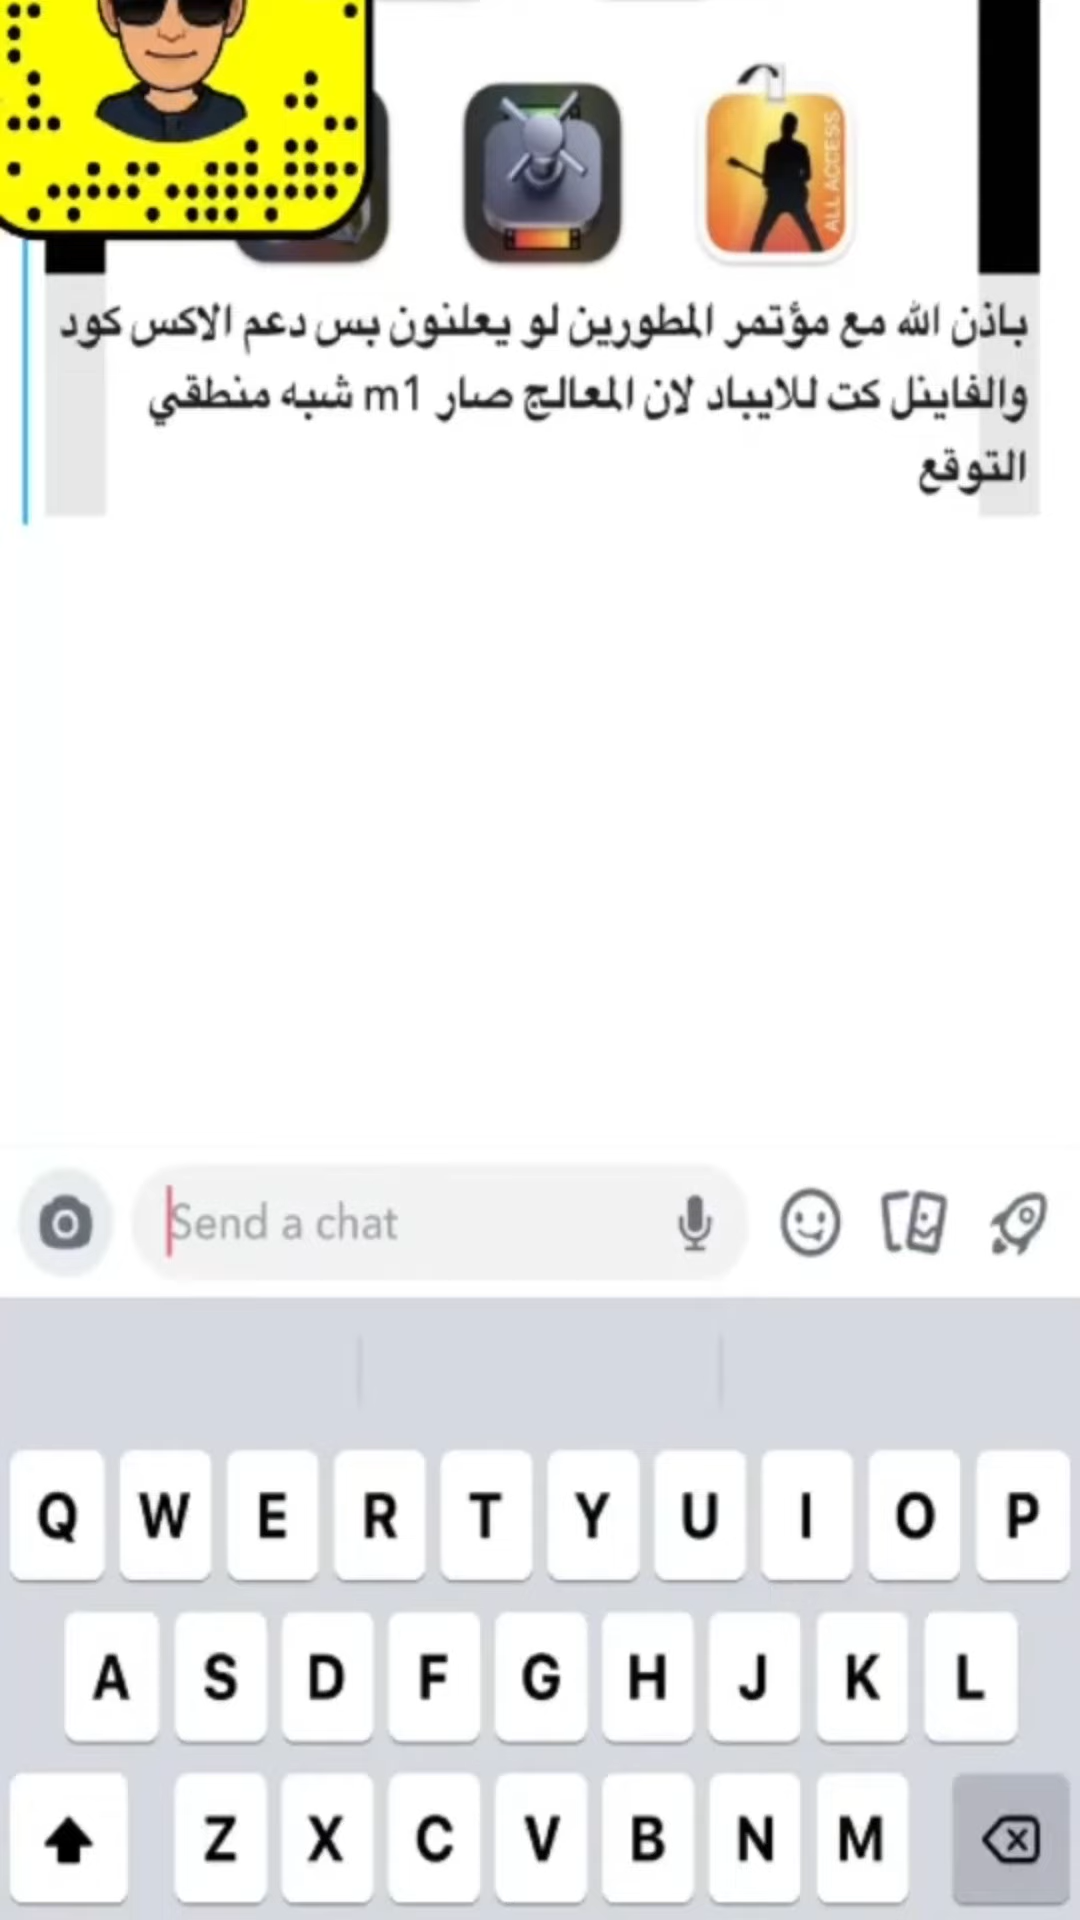 ALL ACCESS
باذن الله مع مؤتمر المطورين لو يعلنون بس دعم الاكس كود
والفاينل كت للايباد لان المعالج صار m1 شبه منطقي
التوقع
Send a chat
Q W E R T Y U I O P
A S D F G H J K L
Z X C V B N M